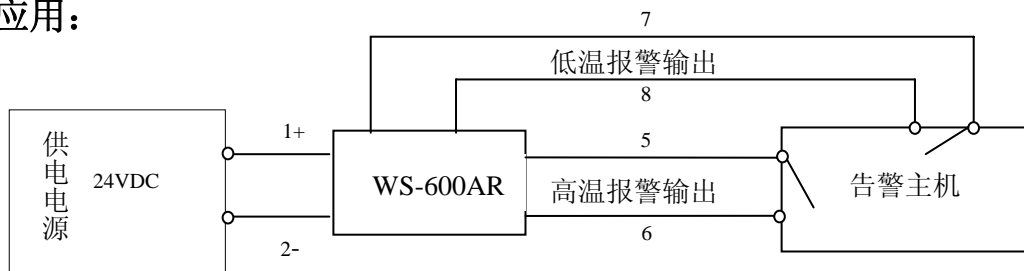 应用：
7
低温报警输出
8
1+
5
供电电源
24VDC
WS-600AR
高温报警输出
告警主机
2-
6